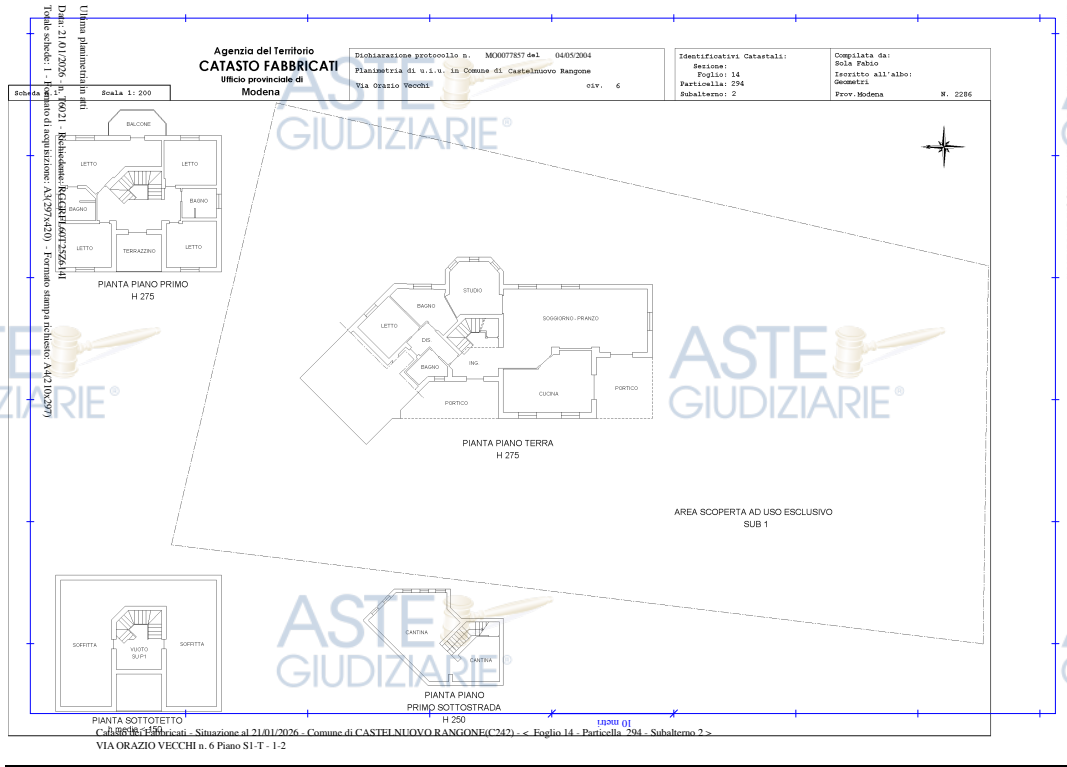 Ultima planimetria in atti
Data: 21/01/2026 - n. T6021 - Richiedente:
Totale schede: 1 - Formato di acquisizione: A3(297x420) - Formato stampa richiesto: A4(210x297)
Agenzia del Territorio
CATASTO FABBRICATI
Ufficio provinciale di
Modena
Scheda n. 1
Scala 1: 200
Dichiarazione protocollo n. MO0077857 del 04/05/2004
Planimetria di u.i.u. in Comune di Castelnuovo Rangone
Via Orazio Vecchi civ. 6
Identificativi Catastali:
Sezione:
Foglio: 14
Particella: 294
Subalterno: 2
Compilata da:
Sola Fabio
Iscritto all'albo:
Geometri
Prov. Modena N. 2286
BALCONE
LETTO
LETTO
BAGNO
BAGNO
LETTO
TERRAZZINO
LETTO
PIANTA PIANO PRIMO
H 275
STUDIO
BAGNO
LETTO
SOGGIORNO - PRANZO
DIS.
BAGNO
ING.
CUCINA
PORTICO
PORTICO
PIANTA PIANO TERRA
H 275
AREA SCOPERTA AD USO ESCLUSIVO
SUB 1
SOFFITTA
VUOTO
SU P1
SOFFITTA
PIANTA SOTTOTETTO
h media < 150
CANTINA
CANTINA
PIANTA PIANO
PRIMO SOTTOSTRADA
H 250
10 metri
Catasto dei Fabbricati - Situazione al 21/01/2026 - Comune di CASTELNUOVO RANGONE(C242) - < Foglio 14 - Particella 294 - Subalterno 2 >
VIA ORAZIO VECCHI n. 6 Piano S1-T - 1-2
ASTE
GIUDIZIARIE®
ASTE
GIUDIZIARIE®
ASTE
GIUDIZIARIE®